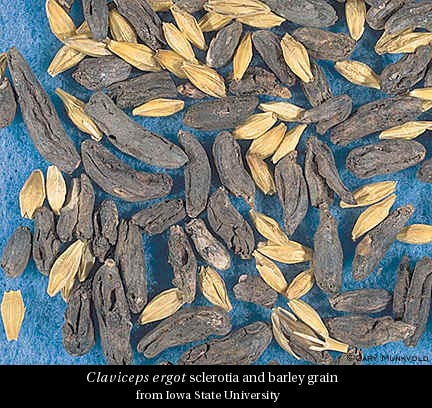 ©GARY MUNKVOLD
Claviceps ergot sclerotia and barley grain
from Iowa State University